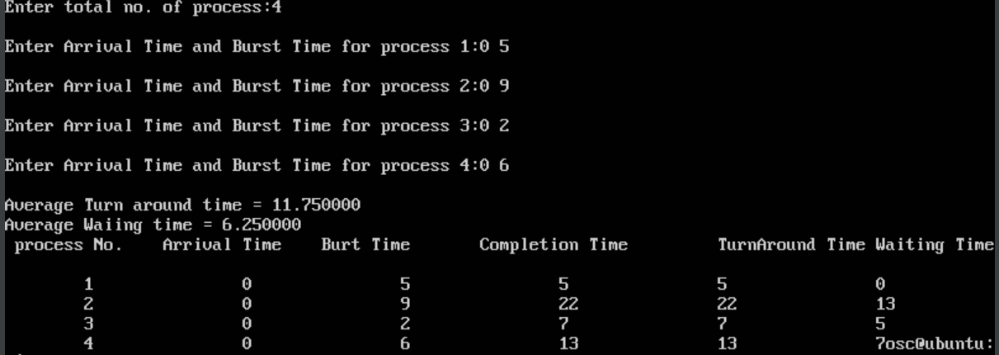 Enter total no. of process:4
Enter Arrival Time and Burst Time for process 1:0 5
Enter Arrival Time and Burst Time for process 2:0 9
Enter Arrival Time and Burst Time for process 3:0 2
Enter Arrival Time and Burst Time for process 4:0 6
Average Turn around time = 11.750000
Average Waiing time = 6.250000
process No. Arrival Time Burt Time Completion Time TurnAround Time Waiting Time
1 0 5 5 5 0
2 0 9 22 22 13
3 0 2 7 7 5
4 0 6 13 13 7osc@ubuntu: